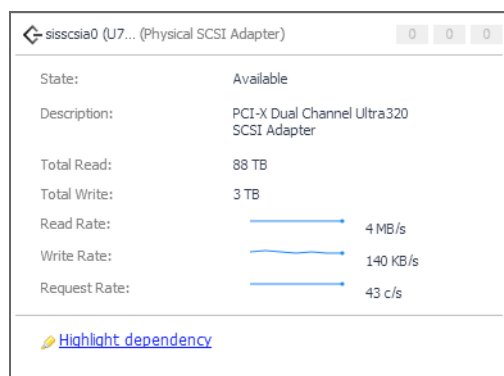 sisscsia0 (U7... (Physical SCSI Adapter) 0 0 0
State: Available
Description: PCI-X Dual Channel Ultra320
SCSI Adapter
Total Read: 88 TB
Total Write: 3 TB
Read Rate: 4 MB/s
Write Rate: 140 KB/s
Request Rate: 43 c/s
Highlight dependency